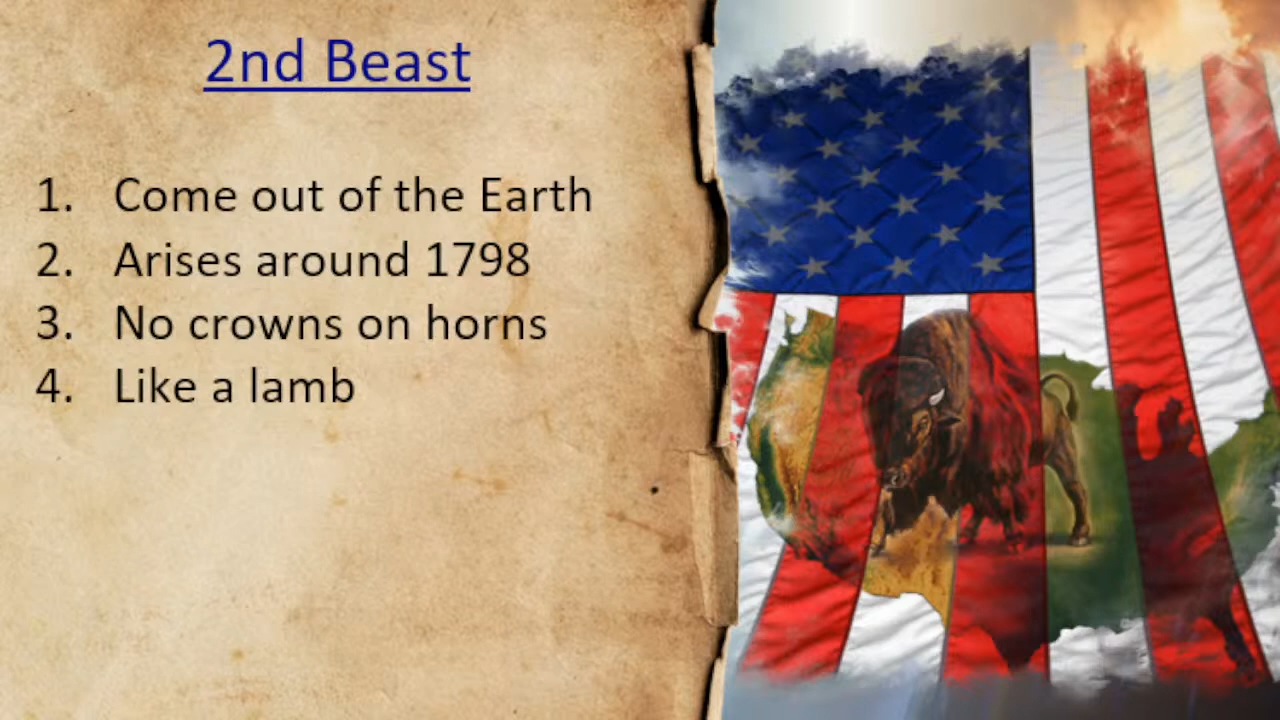 2nd Beast
1. Come out of the Earth
2. Arises around 1798
3. No crowns on horns
4. Like a lamb